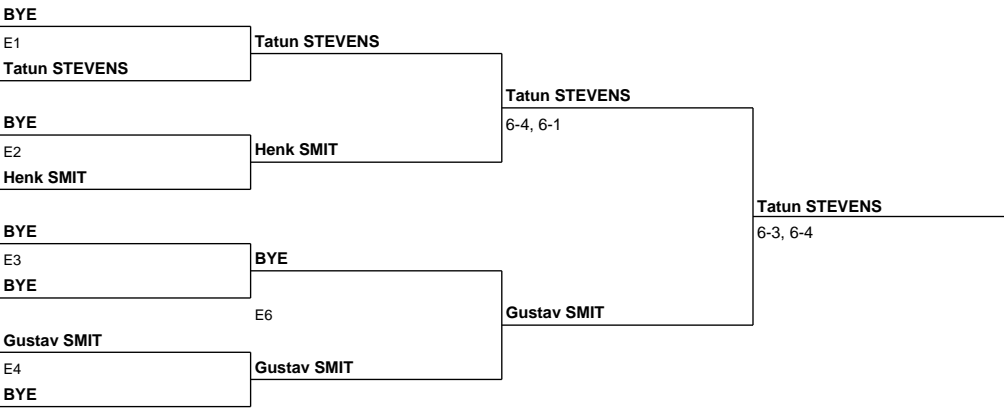 BYE
E1
Tatun STEVENS
Tatun STEVENS
Tatun STEVENS
6-4, 6-1
BYE
E2
Henk SMIT
Henk SMIT
Tatun STEVENS
6-3, 6-4
BYE
E3
BYE
BYE
E6
Gustav SMIT
Gustav SMIT
E4
Gustav SMIT
BYE